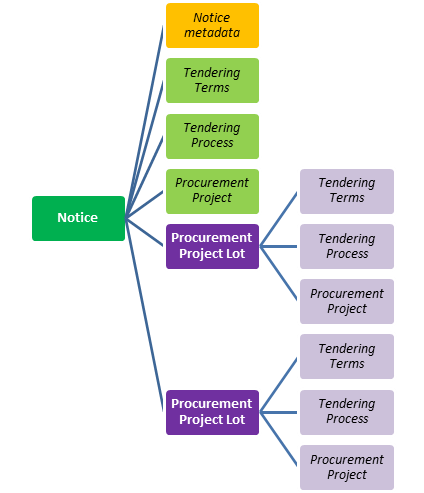 Notice
metadata
Tendering
Terms
Tendering
Process
Procurement
Project
Notice
Procurement
Project Lot
Tendering
Terms
Tendering
Process
Procurement
Project
Procurement
Project Lot
Tendering
Terms
Tendering
Process
Procurement
Project